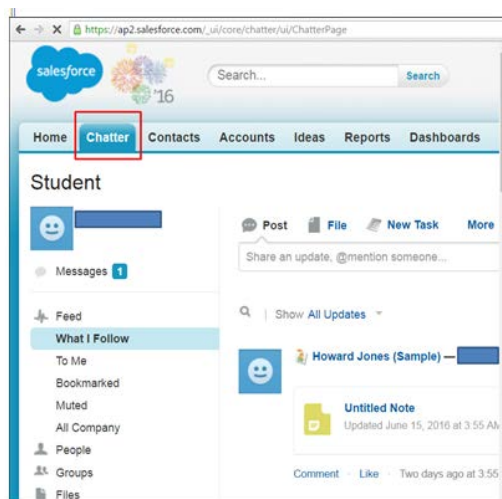 https://ap2.salesforce.com/_ui/core/chatter/ui/ChatterPage
salesforce
'16
Search...
Search
Home Chatter Contacts Accounts Ideas Reports Dashboards
Student
Messages 1
Feed
What I Follow
To Me
Bookmarked
Muted
All Company
People
Groups
Files
Post File New Task More
Share an update, @mention someone...
Show All Updates
Howard Jones (Sample) —
Untitled Note
Updated June 15, 2016 at 3:55 AM
Comment · Like · Two days ago at 3:55